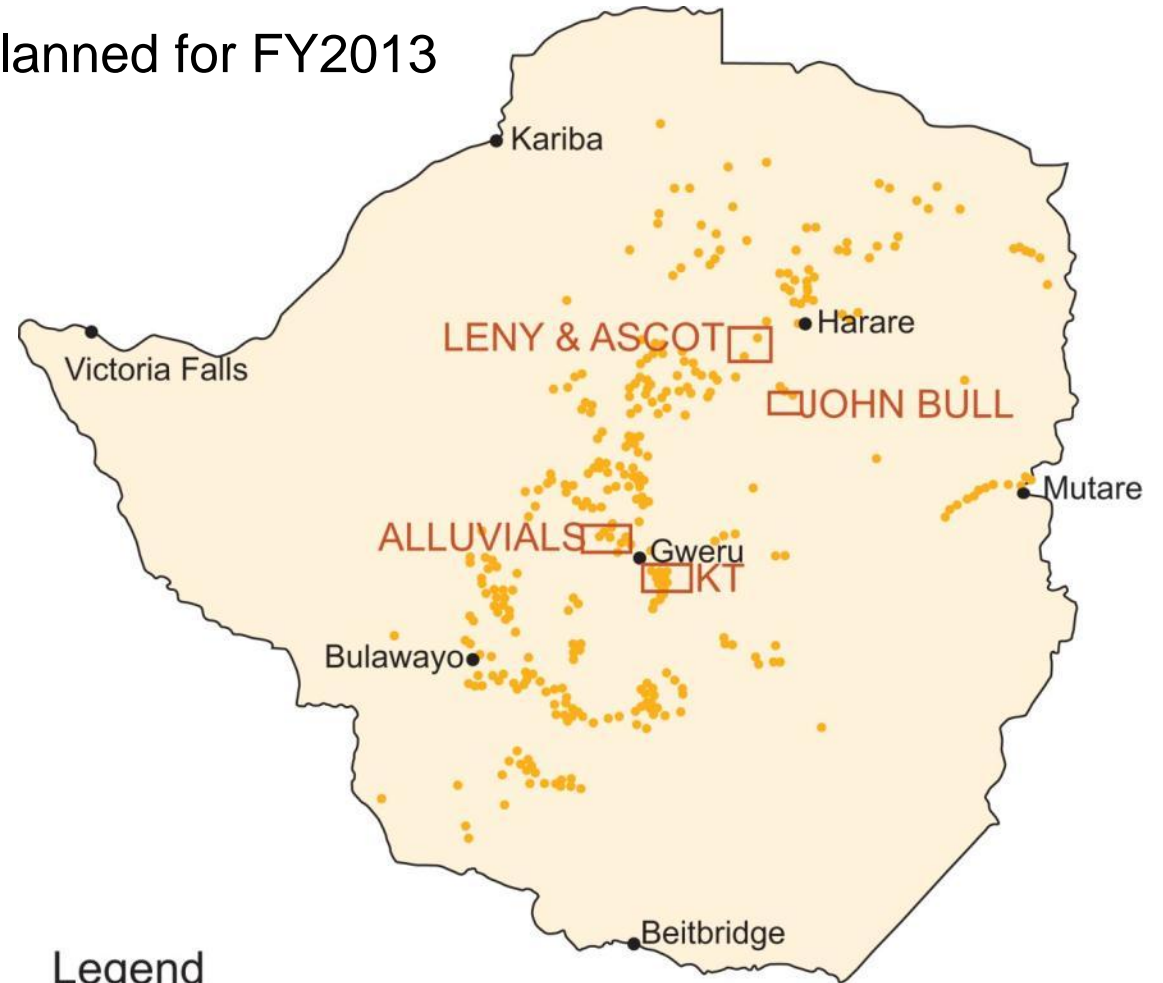 lanned for FY2013
Kariba
Harare
LENY & ASCOT
Victoria Falls
JOHN BULL
Mutare
ALLUVIALS
Gweru
KT
Bulawayo
Beitbridge
Legend